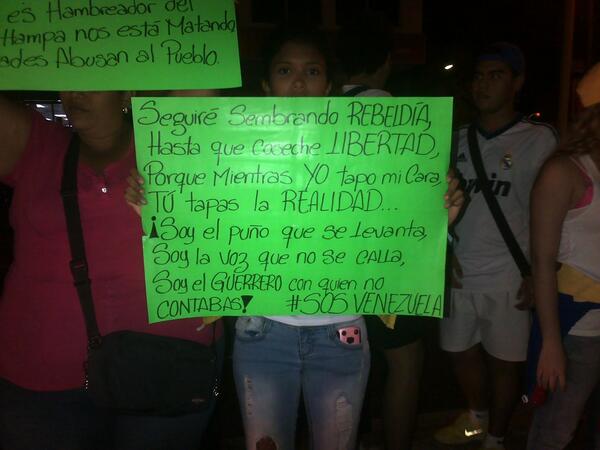 és Hambreador del
Hampa nos está Matando
ades Abusan al Pueblo.
Seguiré Sembrando REBELDÍA,
Hasta que Coseche LIBERTAD,
Porque Mientras YO tapo mi Cara
TÚ tapas la REALIDAD...
¡Soy el puño que se levanta,
Soy la voz que no se CALLA,
Soy el GUERRERO con quien no
CONTABAS! #SOS VENEZUELA